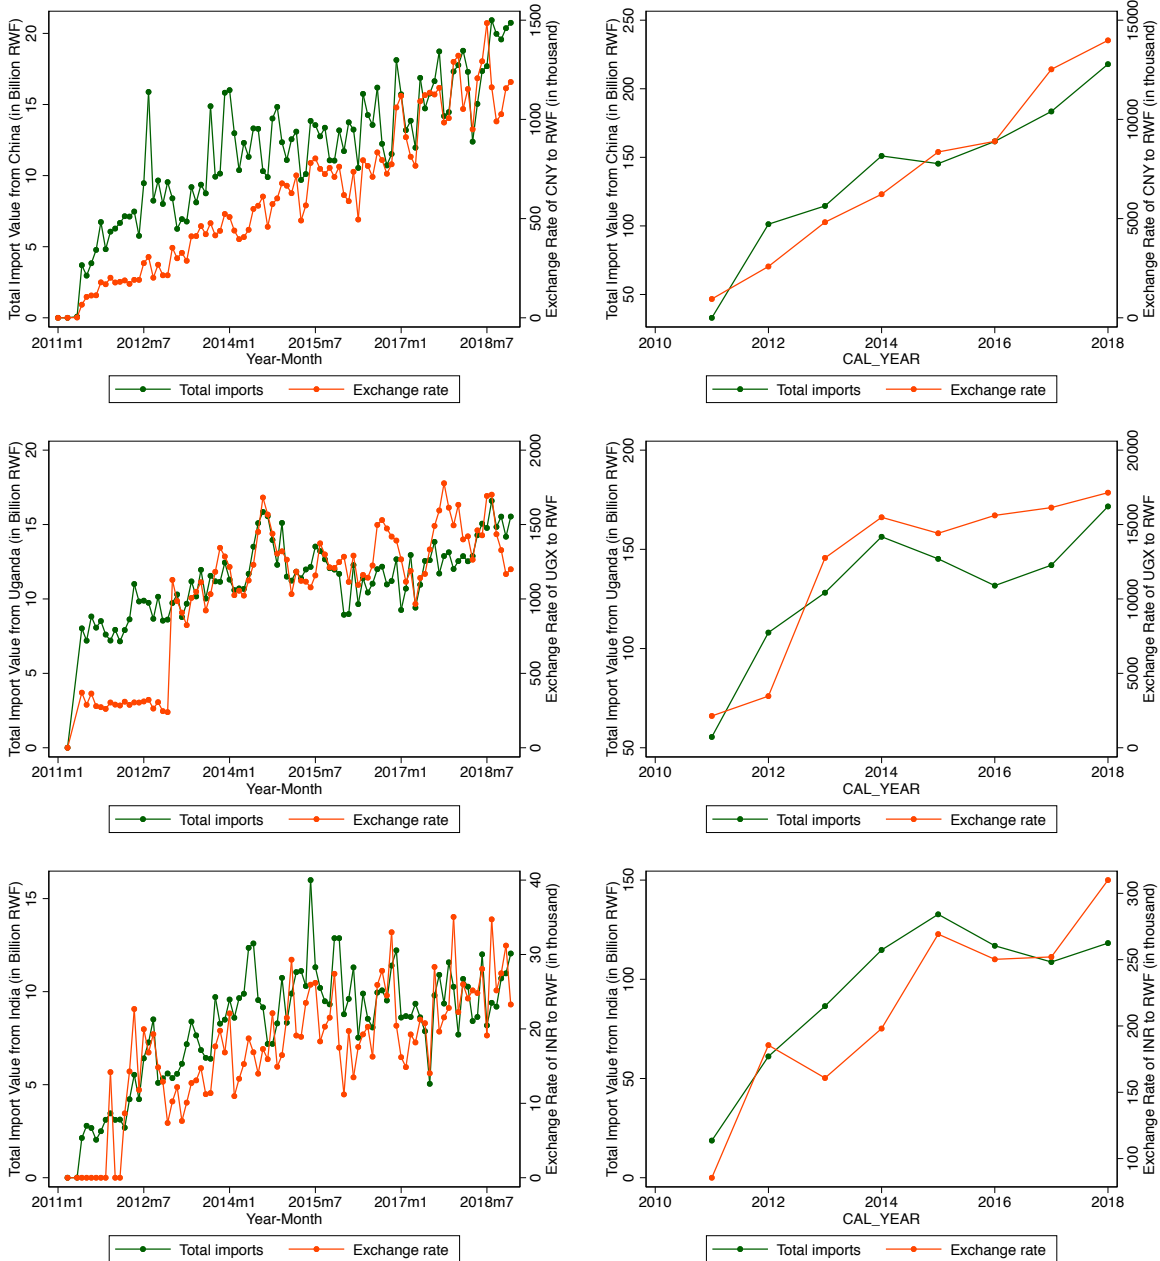 Total Import Value from China (in Billion RWF)
0 5 10 15 20
Exchange Rate of CNY to RWF (in thousand)
0 500 1000 1500
2011m1 2012m7 2014m1 2015m7 2017m1 2018m7
Year-Month
Total imports Exchange rate
Total Import Value from China (in Billion RWF)
50 100 150 200 250
Exchange Rate of CNY to RWF (in thousand)
0 5000 10000 15000
2010 2012 2014 2016 2018
CAL_YEAR
Total imports Exchange rate
Total Import Value from Uganda (in Billion RWF)
0 5 10 15 20
Exchange Rate of UGX to RWF
0 500 1000 1500 2000
2011m1 2012m7 2014m1 2015m7 2017m1 2018m7
Year-Month
Total imports Exchange rate
Total Import Value from Uganda (in Billion RWF)
50 100 150 200
Exchange Rate of UGX to RWF
0 5000 10000 15000 20000
2010 2012 2014 2016 2018
CAL_YEAR
Total imports Exchange rate
Total Import Value from India (in Billion RWF)
0 5 10 15
Exchange Rate of INR to RWF (in thousand)
0 10 20 30 40
2011m1 2012m7 2014m1 2015m7 2017m1 2018m7
Year-Month
Total imports Exchange rate
Total Import Value from India (in Billion RWF)
0 50 100 150
Exchange Rate of INR to RWF (in thousand)
100 150 200 250 300
2010 2012 2014 2016 2018
CAL_YEAR
Total imports Exchange rate